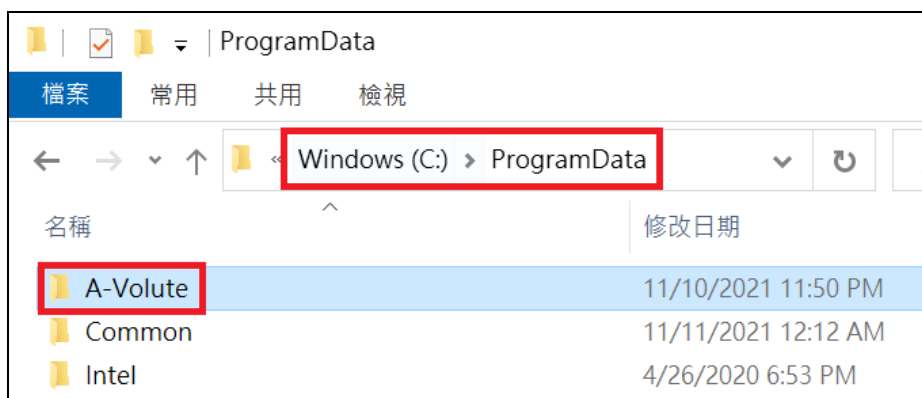 ProgramData
檔案 常用 共用 檢視
« Windows (C:) > ProgramData
名稱 修改日期
A-Volute 11/10/2021 11:50 PM
Common 11/11/2021 12:12 AM
Intel 4/26/2020 6:53 PM